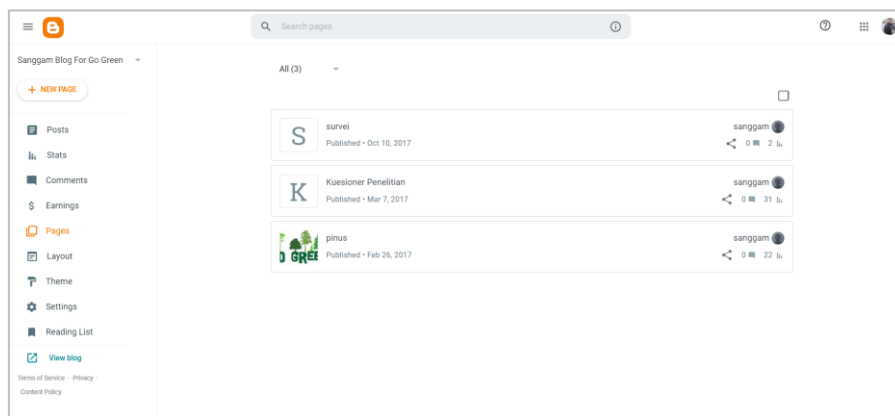 Search pages
Sanggam Blog For Go Green
+ NEW PAGE
Posts
Stats
Comments
$ Earnings
Pages
Layout
Theme
Settings
Reading List
View blog
Terms of Service · Privacy ·
Content Policy
All (3)
S
survei
Published • Oct 10, 2017
sanggam
0 2
K
Kuesioner Penelitian
Published • Mar 7, 2017
sanggam
0 31
GREE
pinus
Published • Feb 26, 2017
sanggam
0 22